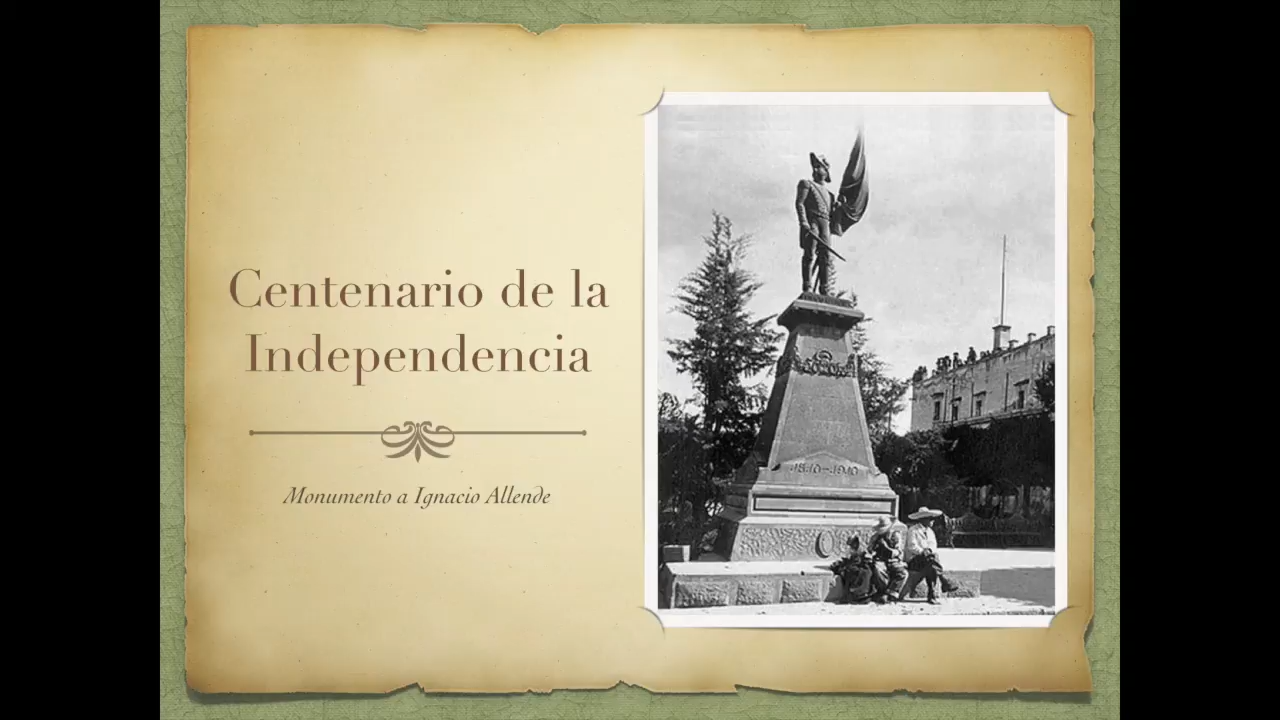 Centenario de la
Independencia
Monumento a Ignacio Allende
1810-1910